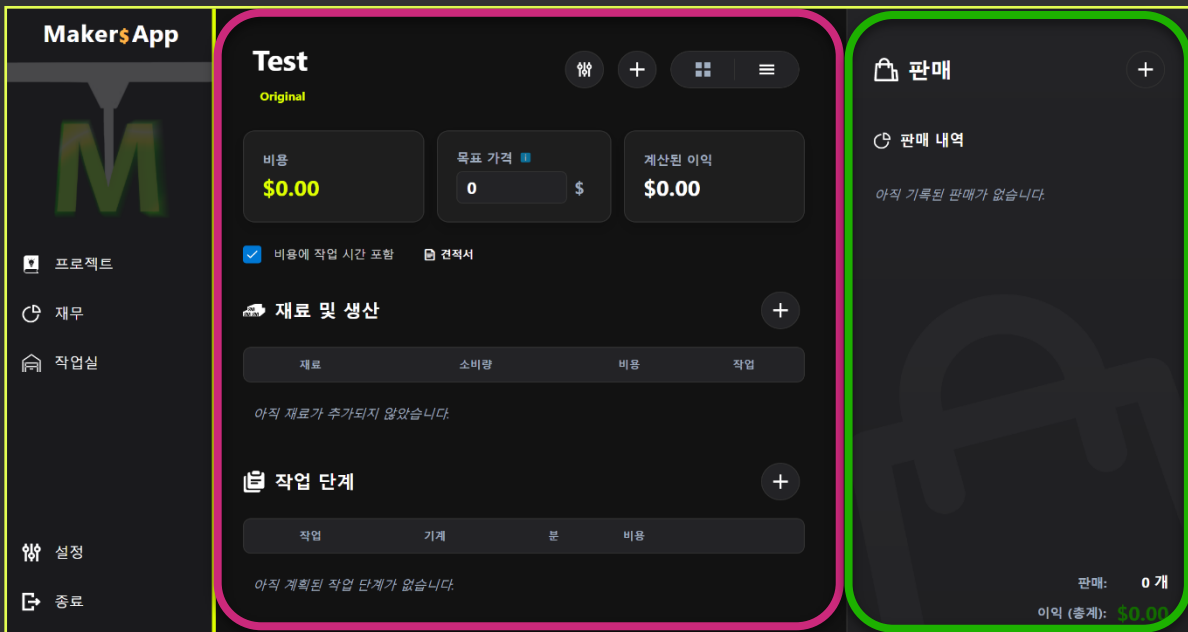 Maker$App
M
프로젝트
재무
작업실
설정
종료
Test
Original
비용
$0.00
목표 가격 i
0 $
계산된 이익
$0.00
비용에 작업 시간 포함 견적서
재료 및 생산
재료 소비량 비용 작업
아직 재료가 추가되지 않았습니다.
작업 단계
작업 기계 분 비용
아직 계획된 작업 단계가 없습니다.
판매
판매 내역
아직 기록된 판매가 없습니다.
판매: 0 개
이익 (총계): $0.00